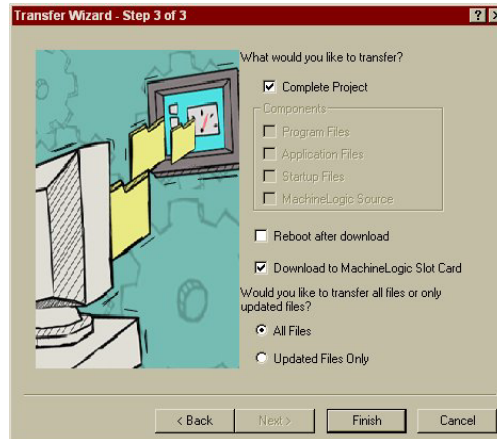 Transfer Wizard - Step 3 of 3
What would you like to transfer?
Complete Project
Components
Program Files
Application Files
Startup Files
MachineLogic Source
Reboot after download
Download to MachineLogic Slot Card
Would you like to transfer all files or only
updated files?
All Files
Updated Files Only
< Back
Next >
Finish
Cancel